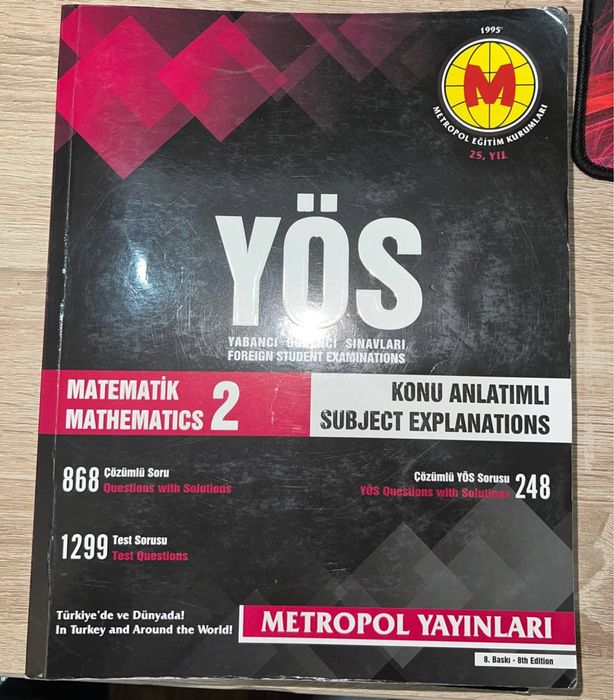 1995'
M
METROPOL EĞİTİM KURUMLARI
25. YIL
YÖS
YABANCI ÖĞRENCİ SINAVLARI
FOREIGN STUDENT EXAMINATIONS
MATEMATİK
MATHEMATICS 2
KONU ANLATIMLI
SUBJECT EXPLANATIONS
868 Çözümlü Soru
Questions with Solutions
Çözümlü YÖS Sorusu 248
YÖS Questions with Solutions
1299 Test Sorusu
Test Questions
Türkiye'de ve Dünyada!
In Turkey and Around the World!
METROPOL YAYINLARI
8. Baskı - 8th Edition